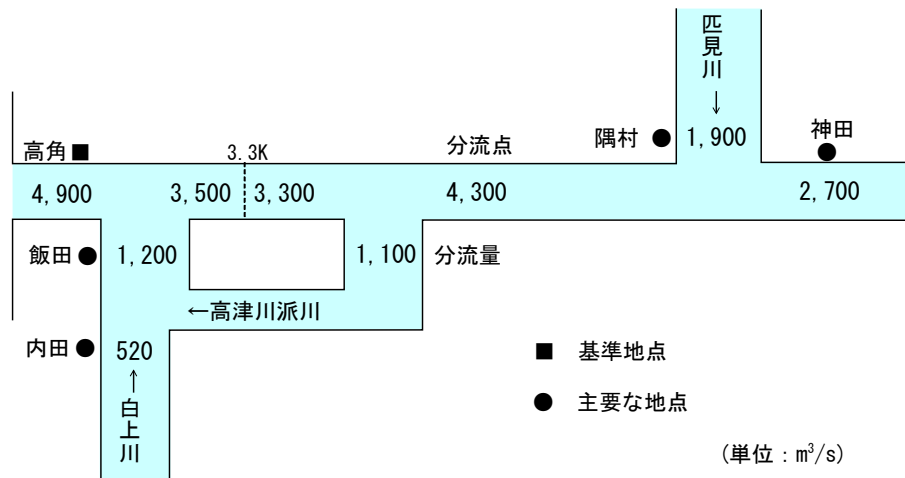 匹見川
↓
1,900
隅村 ●
神田
●
高角 ■
3.3K
分流点
4,900
3,500
3,300
4,300
2,700
飯田 ●
1,200
1,100
分流量
←高津川派川
内田 ●
520
↑
白上川
■ 基準地点
● 主要な地点
(単位：m³/s)